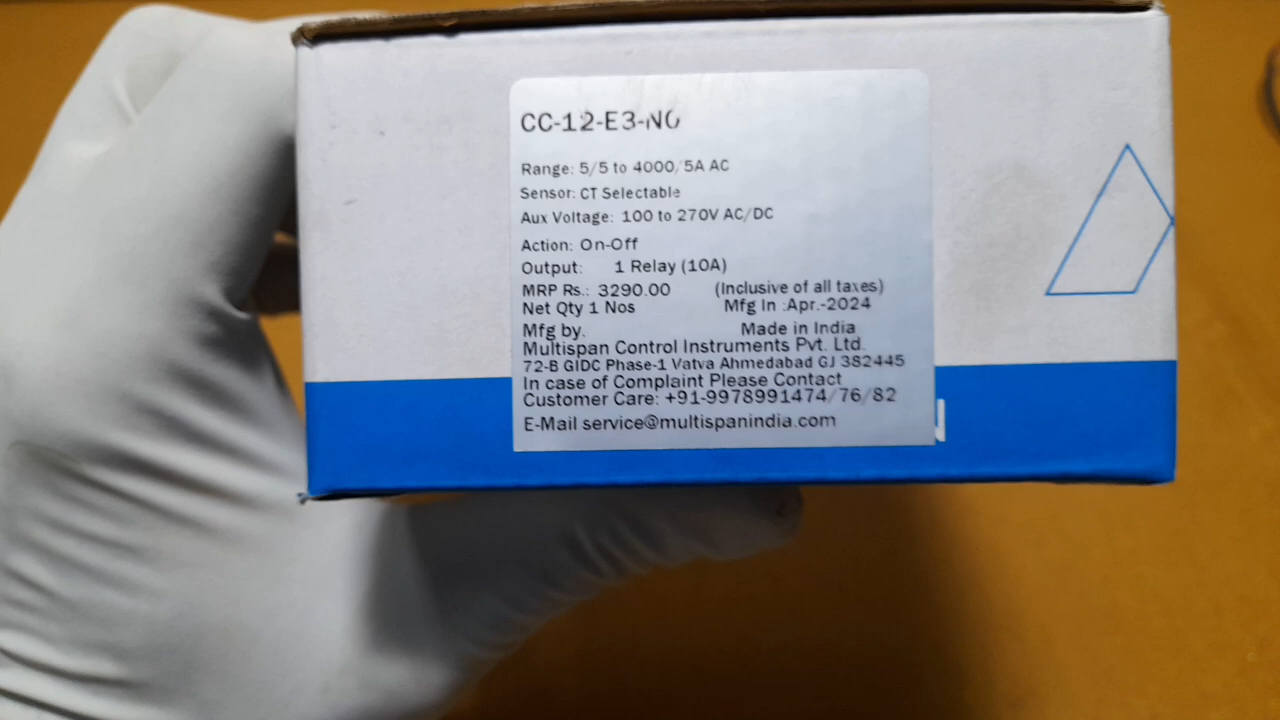 CC-12-E3-NO
Range: 5/5 to 4000/5A AC
Sensor: CT Selectable
Aux Voltage: 100 to 270V AC/DC
Action: On-Off
Output: 1 Relay (10A)
MRP Rs.: 3290.00 (Inclusive of all taxes)
Net Qty 1 Nos Mfg In :Apr.-2024
Mfg by. Made in India
Multispan Control Instruments Pvt. Ltd.
72-B GIDC Phase-1 Vatva Ahmedabad GJ 382445
In case of Complaint Please Contact
Customer Care: +91-9978991474/76/82
E-Mail service@multispanindia.com